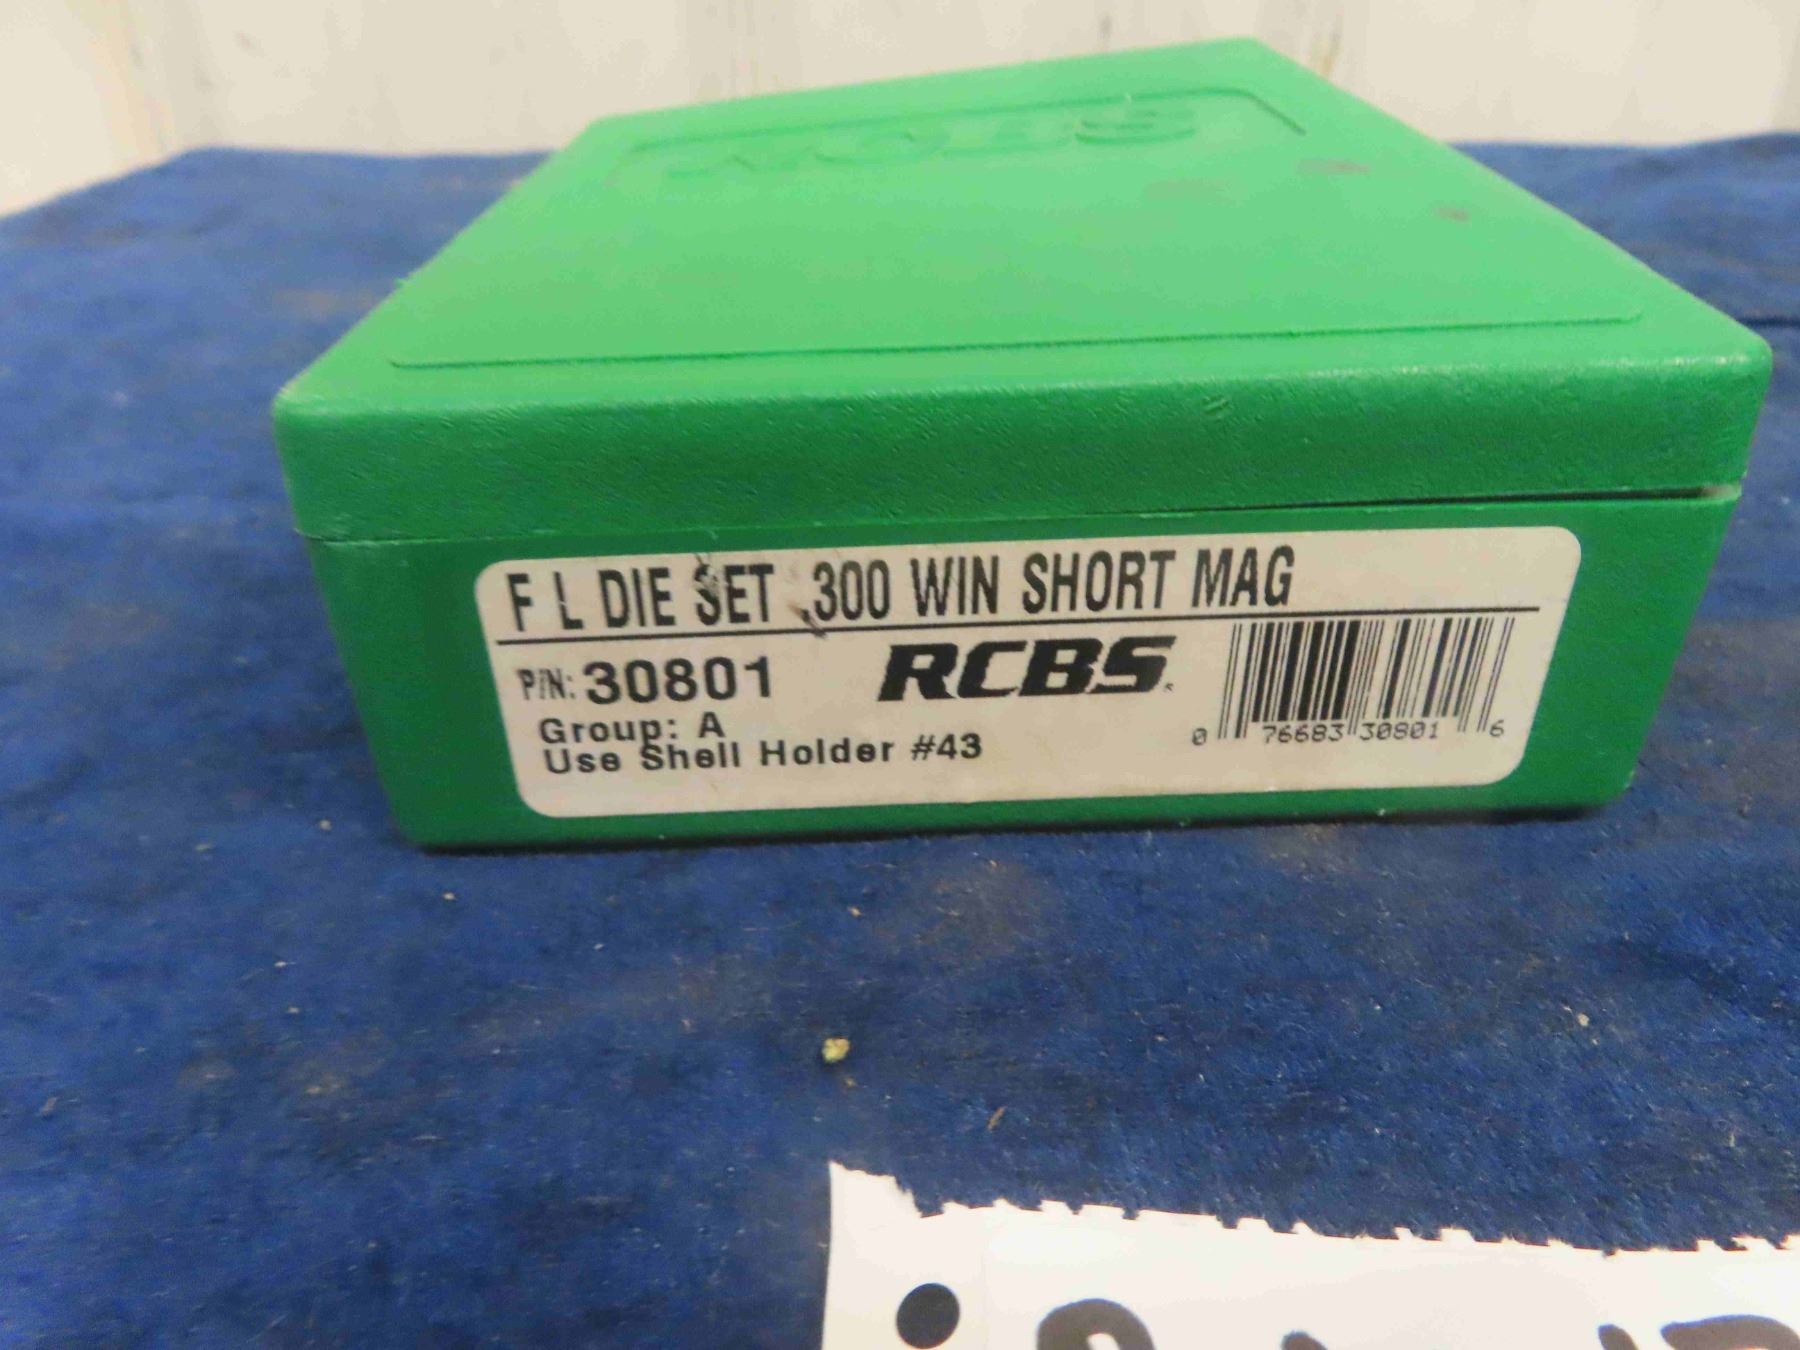 RCBS
F L DIE SET .300 WIN SHORT MAG
P/N: 30801
RCBS
Group: A
Use Shell Holder #43
0 76683 30801 6